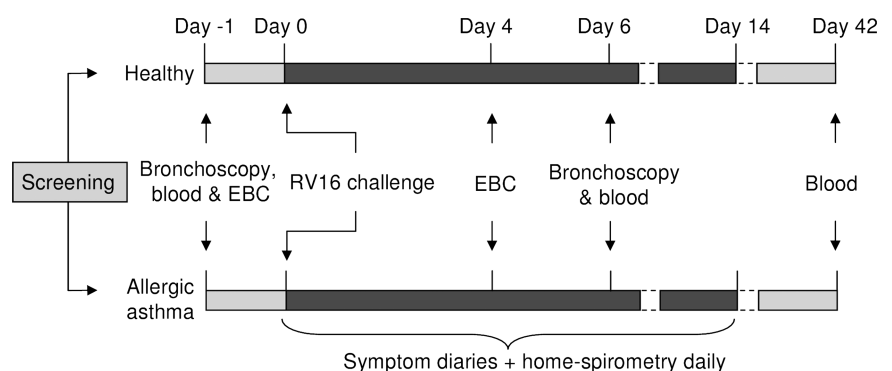 Day -1 Day 0 Day 4 Day 6 Day 14 Day 42
Healthy
Screening
Bronchoscopy,
blood & EBC
RV16 challenge
EBC
Bronchoscopy
& blood
Blood
Allergic
asthma
Symptom diaries + home-spirometry daily